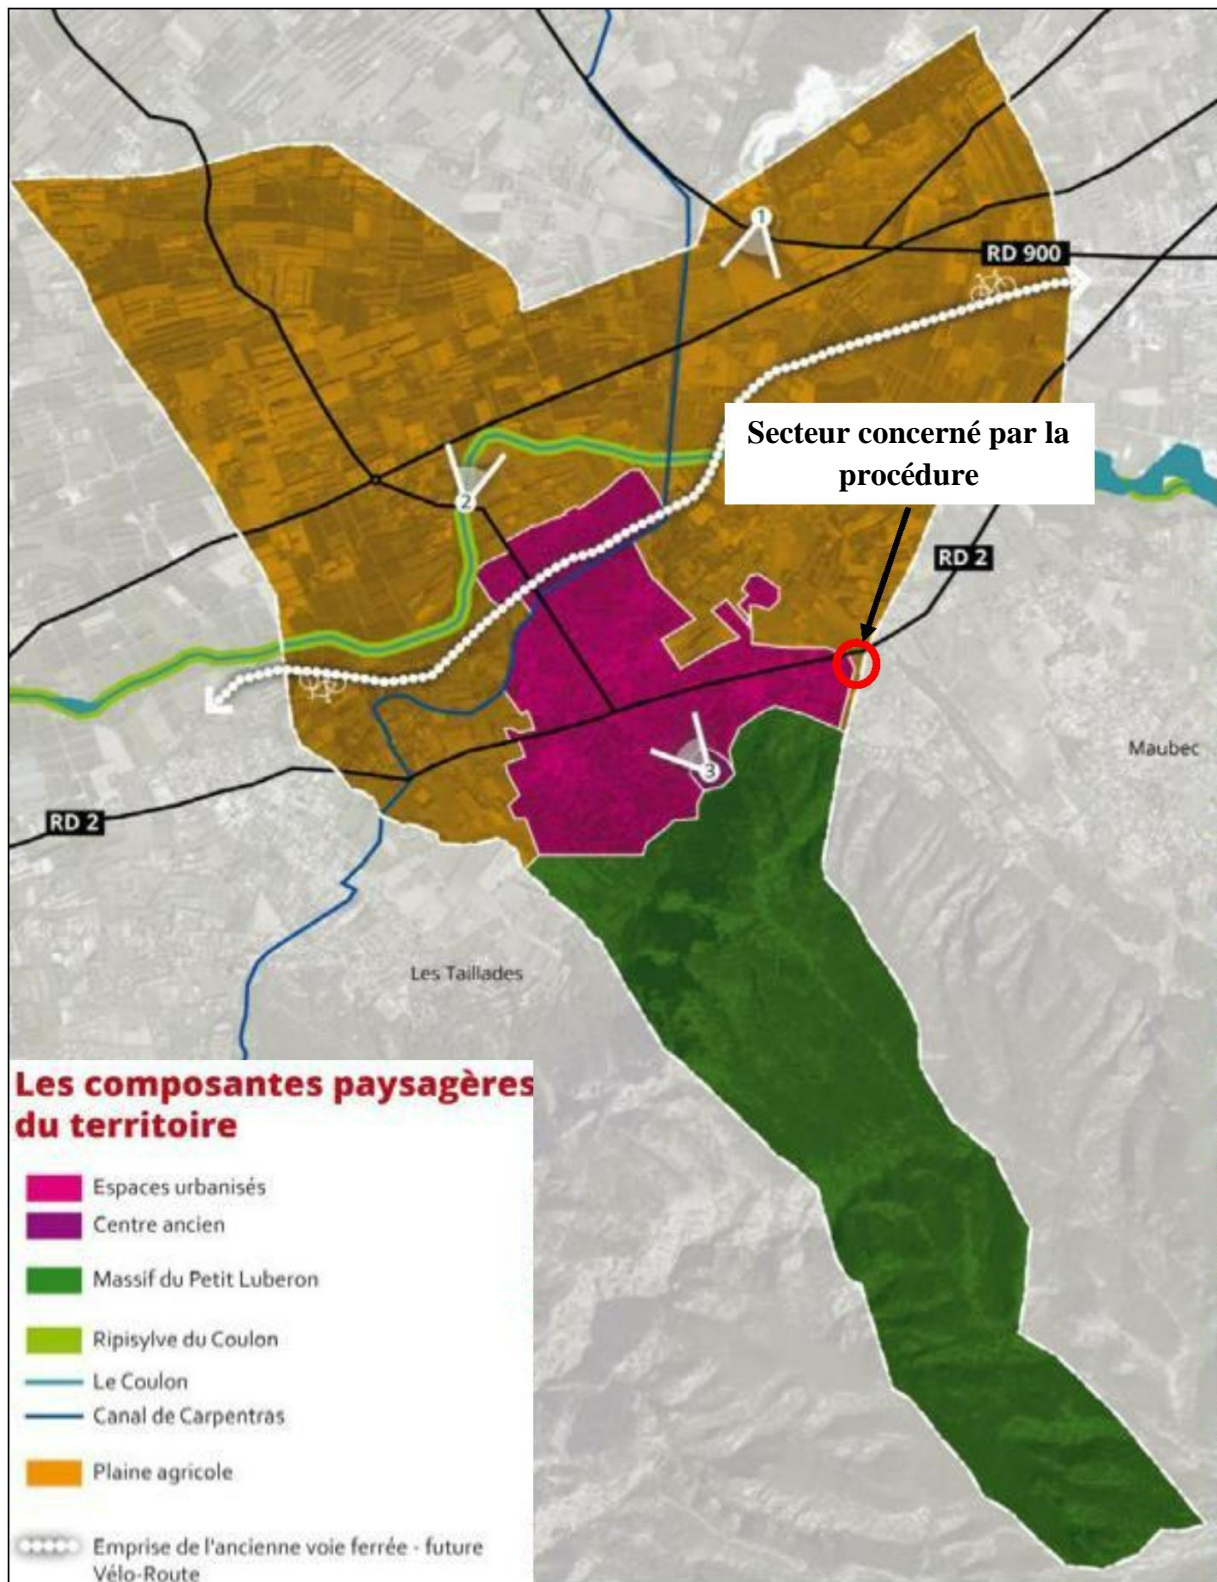 1
RD 900
Secteur concerné par la
procédure
2
RD 2
Maubec
3
RD 2
Les Taillades
Les composantes paysagères
du territoire
Espaces urbanisés
Centre ancien
Massif du Petit Luberon
Ripisylve du Coulon
Le Coulon
Canal de Carpentras
Plaine agricole
Emprise de l'ancienne voie ferrée - future
Vélo-Route